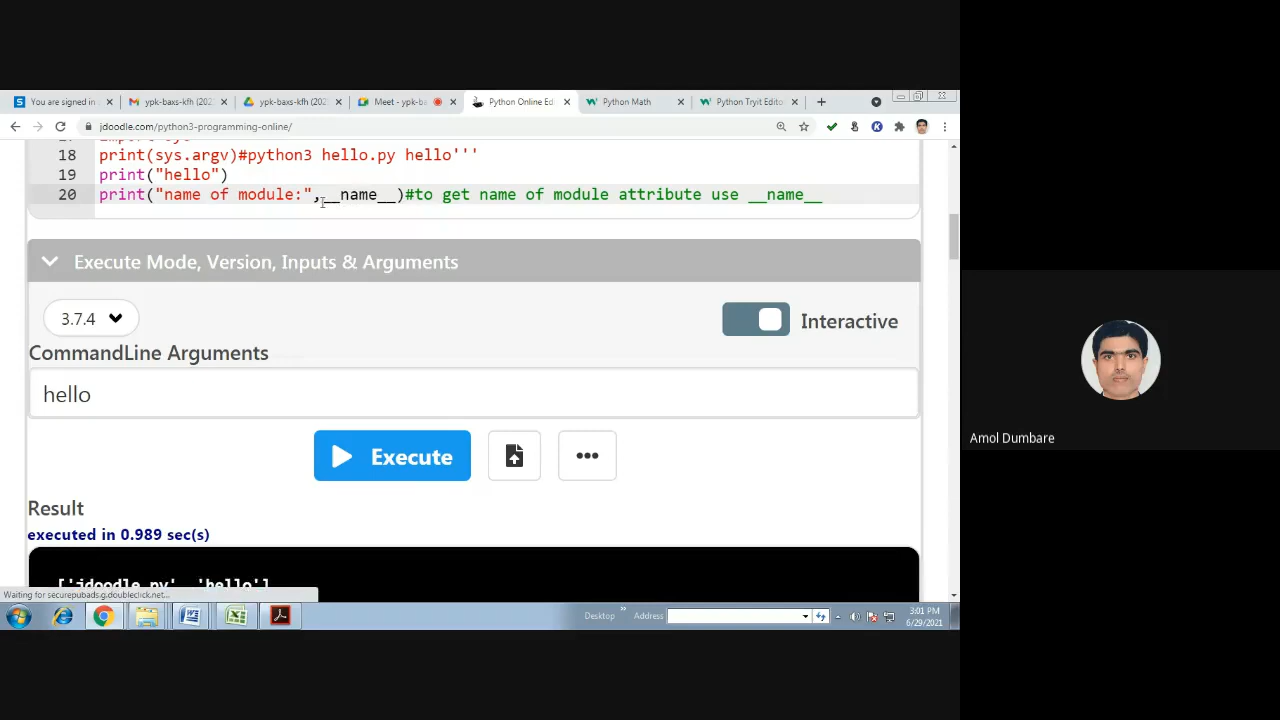 You are signed in
ypk-baxs-kfh (202
ypk-baxs-kfh (202
Meet - ypk-ba
Python Online Edi
Python Math
Python Tryit Edito
jdoodle.com/python3-programming-online/
18 print(sys.argv)#python3 hello.py hello'''
19 print("hello")
20 print("name of module:",__name__)#to get name of module attribute use __name__
Execute Mode, Version, Inputs & Arguments
3.7.4
Interactive
CommandLine Arguments
hello
Execute
Result
executed in 0.989 sec(s)
['jdoodle.py', 'hello']
Waiting for securepubads.g.doubleclick.net...
Desktop
Address
3:01 PM
6/29/2021
Amol Dumbare